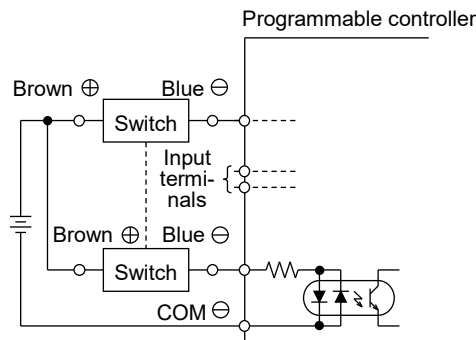 Programmable controller
Brown ⊕
Blue ⊖
Switch
Input
termi-
nals
Brown ⊕
Blue ⊖
Switch
COM ⊖